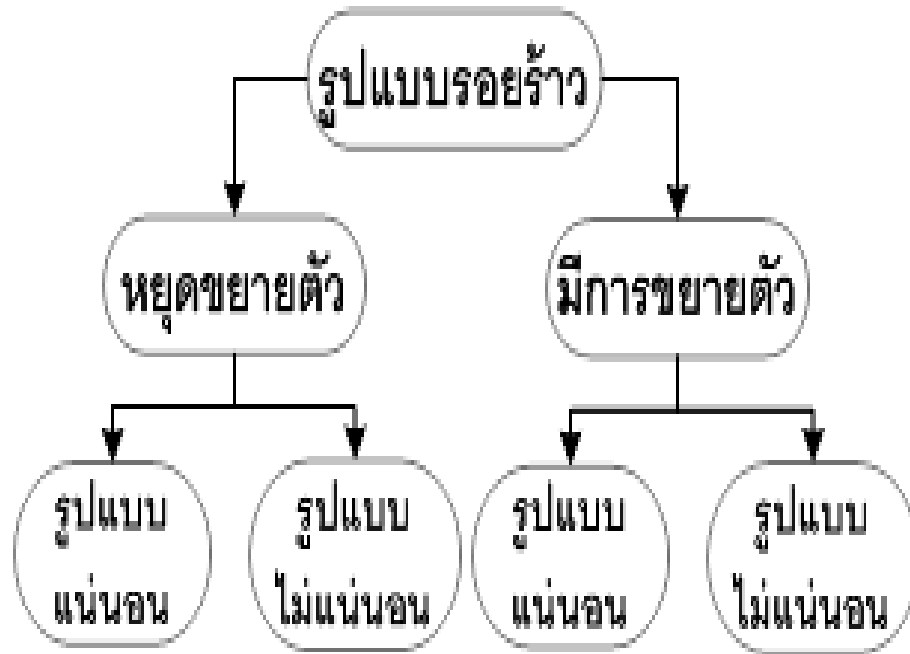 รูปแบบรอยร้าว
หยุดขยายตัว
มีการขยายตัว
รูปแบบ
แน่นอน
รูปแบบ
ไม่แน่นอน
รูปแบบ
แน่นอน
รูปแบบ
ไม่แน่นอน